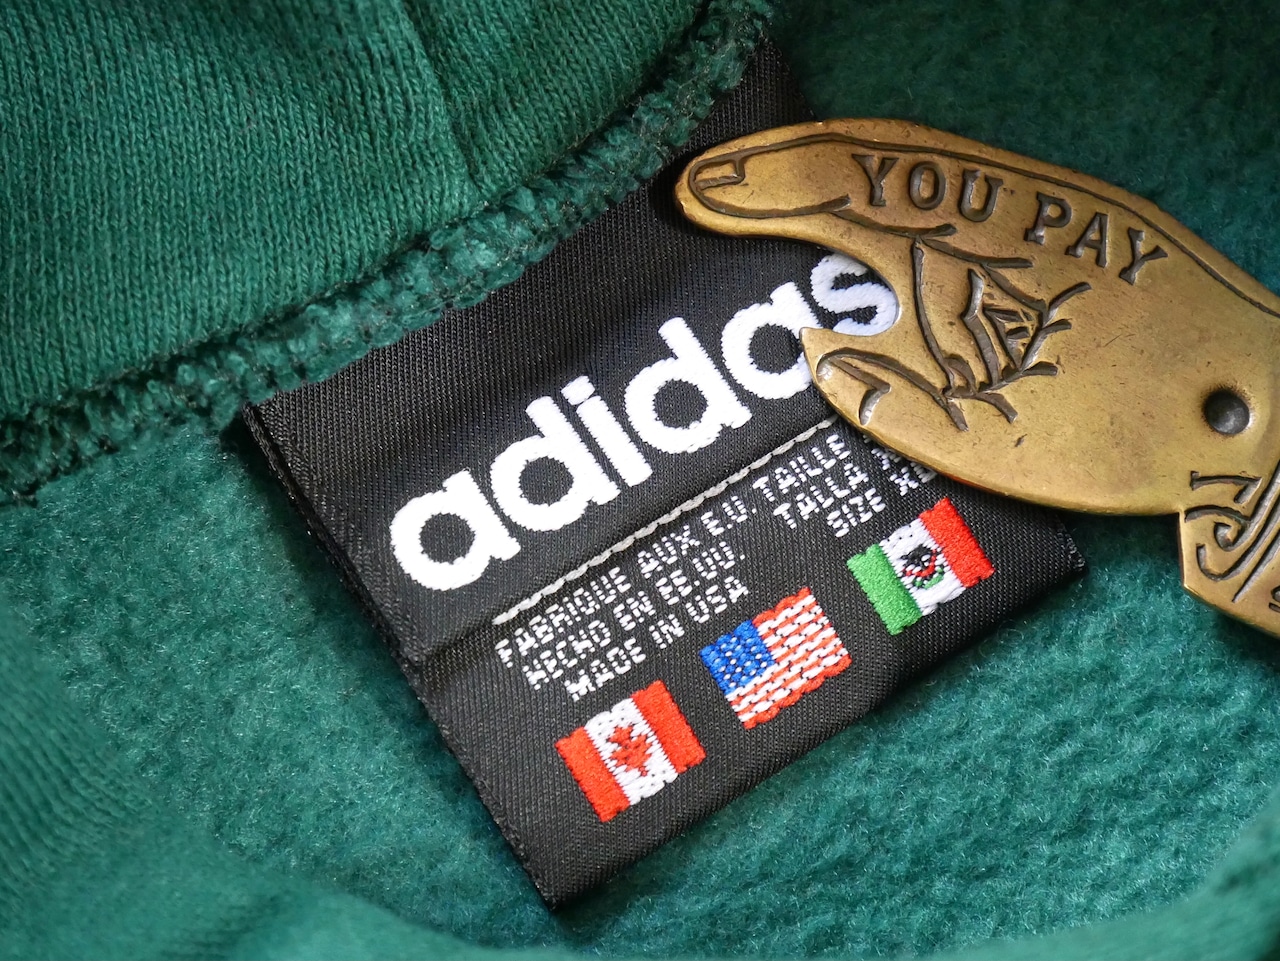 YOU PAY
adidas
FABRIQUE AUX E.U. TAILLE
HECHO EN EE.UU. TALLA
MADE IN USA SIZE